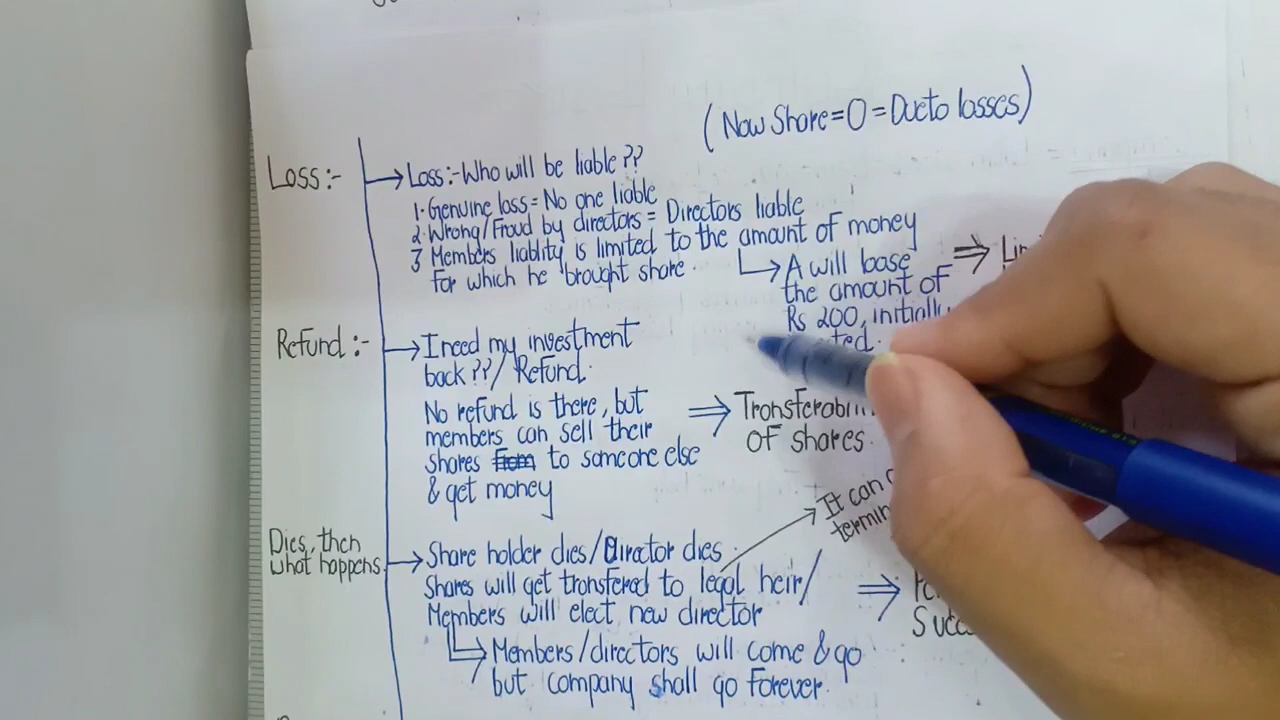 (Now Share=0=Due to losses)
Loss:-
Loss:-Who will be liable??
1. Genuine loss = No one liable
2. Wrong/Fraud by directors = Directors liable
3 Members liablity is limited to the amount of money
for which he brought share.
A will loose
the amount of
Rs 200, initially
Refund:-
I need my investment
back??/ Refund.
No refund is there, but
members can sell their
shares from to someone else
& get money
of shares.
Dies, then
what happens
It can
Share holder dies/Director dies.
Shares will get transferred to legal heir/
Members will elect new director
Members/directors will come & go
but company shall go forever.